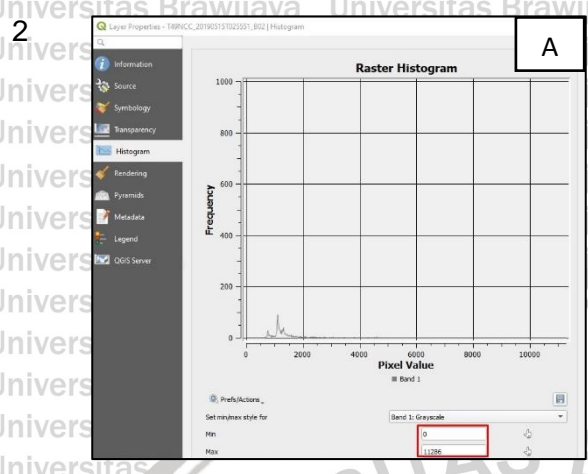 2
A
Layer Properties - T49NCC_20190515T025551_B02 | Histogram
Information
Source
Symbology
Transparency
Histogram
Rendering
Pyramids
Metadata
Legend
QGIS Server
Raster Histogram
Frequency
1000
800
600
400
200
0
0 2000 4000 6000 8000 10000
Pixel Value
Band 1
Prefs/Actions
Set min/max style for
Band 1: Grayscale
Min
0
Max
11286
Universitas Brawijaya
Universitas